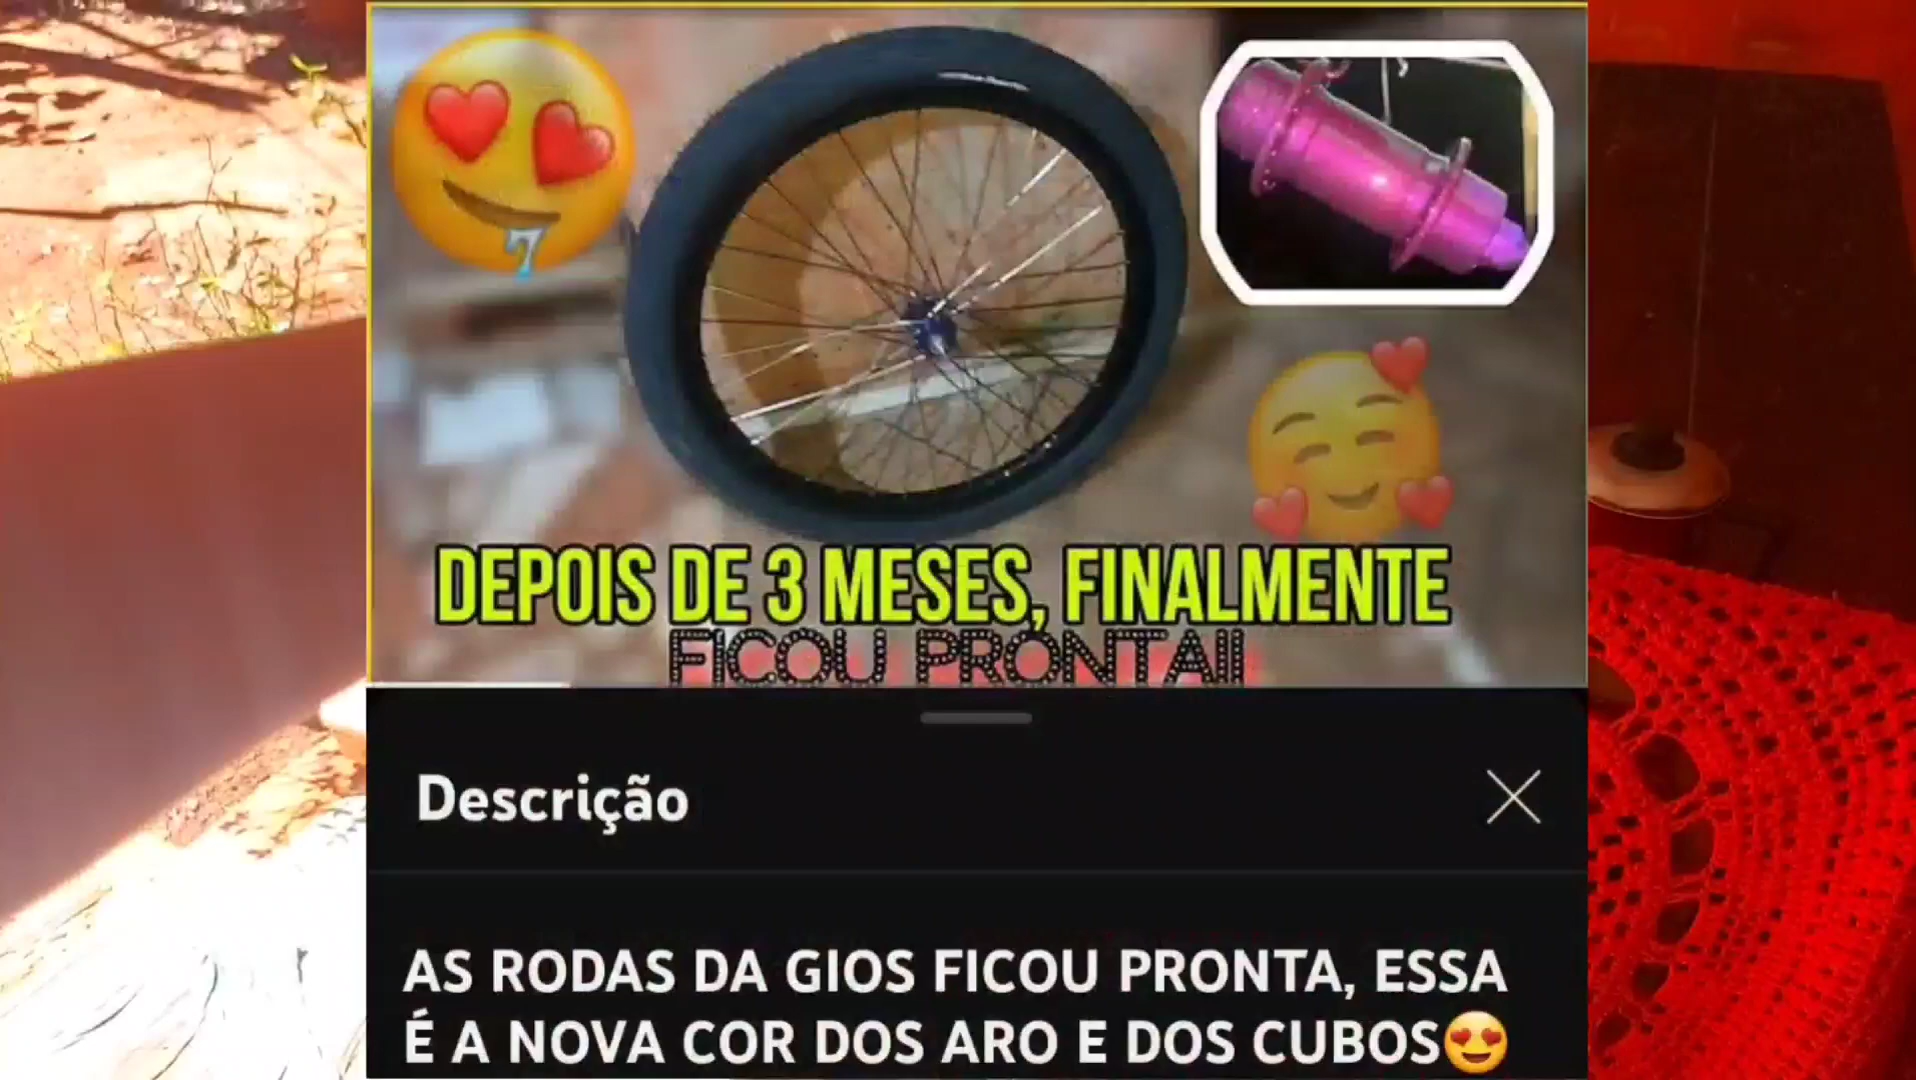 DEPOIS DE 3 MESES, FINALMENTE
FICOU PRONTA!!
Descrição
AS RODAS DA GIOS FICOU PRONTA, ESSA
É A NOVA COR DOS ARO E DOS CUBOS😍